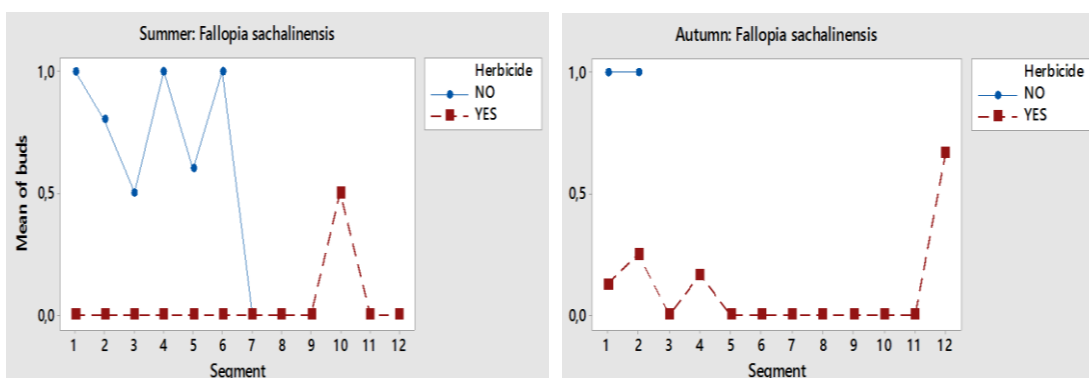 Summer: Fallopia sachalinensis
Herbicide
NO
YES
1,0
0,5
0,0
Mean of buds
1 2 3 4 5 6 7 8 9 10 11 12
Segment
Autumn: Fallopia sachalinensis
Herbicide
NO
YES
1,0
0,5
0,0
1 2 3 4 5 6 7 8 9 10 11 12
Segment